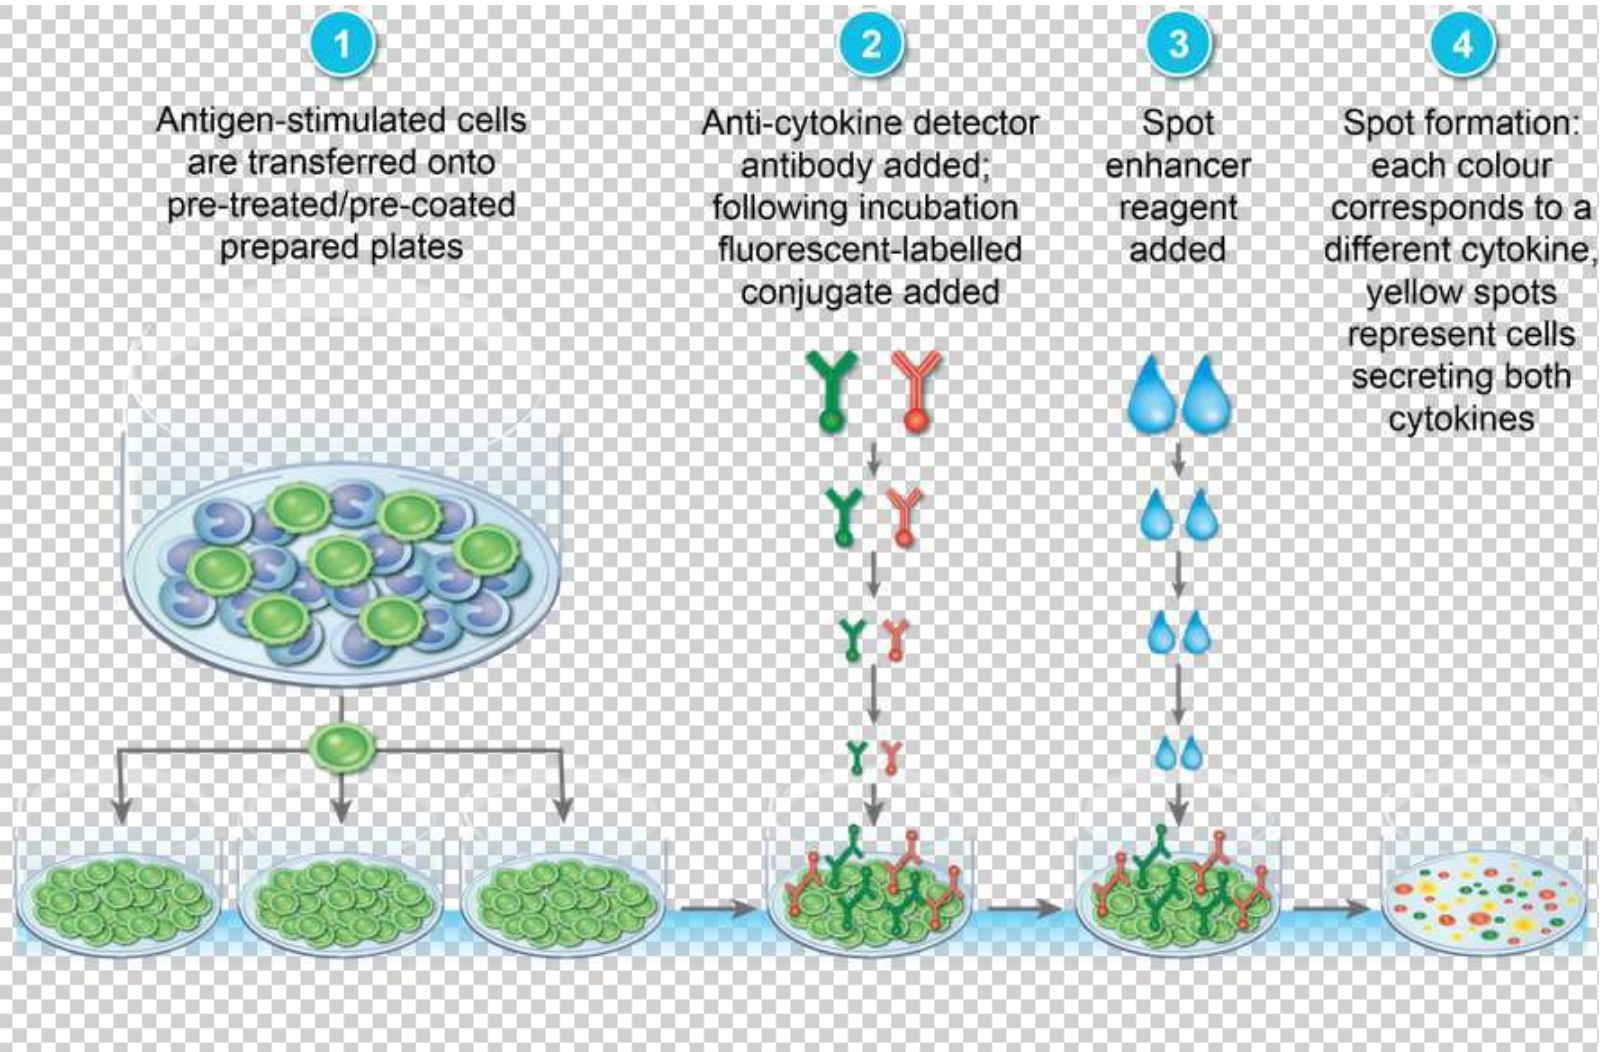 1
Antigen-stimulated cells
are transferred onto
pre-treated/pre-coated
prepared plates
2
Anti-cytokine detector
antibody added;
following incubation
fluorescent-labelled
conjugate added
3
Spot
enhancer
reagent
added
4
Spot formation:
each colour
corresponds to a
different cytokine,
yellow spots
represent cells
secreting both
cytokines